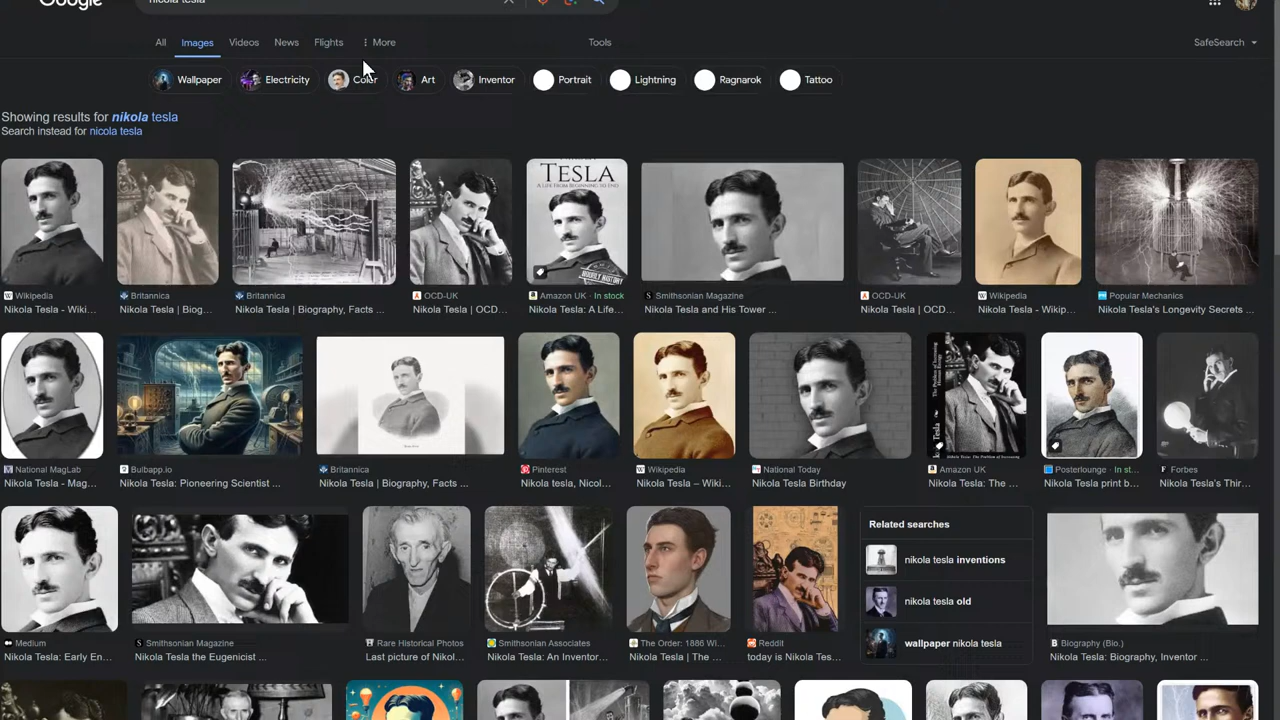 Google
nicola tesla
All
Images
Videos
News
Flights
More
Tools
SafeSearch
Wallpaper
Electricity
Color
Art
Inventor
Portrait
Lightning
Ragnarok
Tattoo
Showing results for nikola tesla
Search instead for nicola tesla
TESLA
A LIFE FROM BEGINNING TO END
HOURLY HISTORY
Wikipedia
Nikola Tesla - Wiki...
Britannica
Nikola Tesla | Biog...
Britannica
Nikola Tesla | Biography, Facts ...
OCD-UK
Nikola Tesla | OCD...
Amazon UK · In stock
Nikola Tesla: A Life...
Smithsonian Magazine
Nikola Tesla and His Tower ...
OCD-UK
Nikola Tesla | OCD...
Wikipedia
Nikola Tesla - Wikip...
Popular Mechanics
Nikola Tesla's Longevity Secrets ...
National MagLab
Nikola Tesla - Mag...
Bulbapp.io
Nikola Tesla: Pioneering Scientist ...
Britannica
Nikola Tesla | Biography, Facts ...
Pinterest
Nikola tesla, Nicol...
Wikipedia
Nikola Tesla – Wiki...
National Today
Nikola Tesla Birthday
Amazon UK
Nikola Tesla: The ...
Posterlounge · In st...
Nikola Tesla print b...
Forbes
Nikola Tesla's Thir...
Related searches
nikola tesla inventions
nikola tesla old
wallpaper nikola tesla
Medium
Nikola Tesla: Early En...
Smithsonian Magazine
Nikola Tesla the Eugenicist ...
Rare Historical Photos
Last picture of Nikol...
Smithsonian Associates
Nikola Tesla: An Inventor...
The Order: 1886 Wi...
Nikola Tesla | The ...
Reddit
today is Nikola Tes...
Biography (Bio.)
Nikola Tesla: Biography, Inventor ...